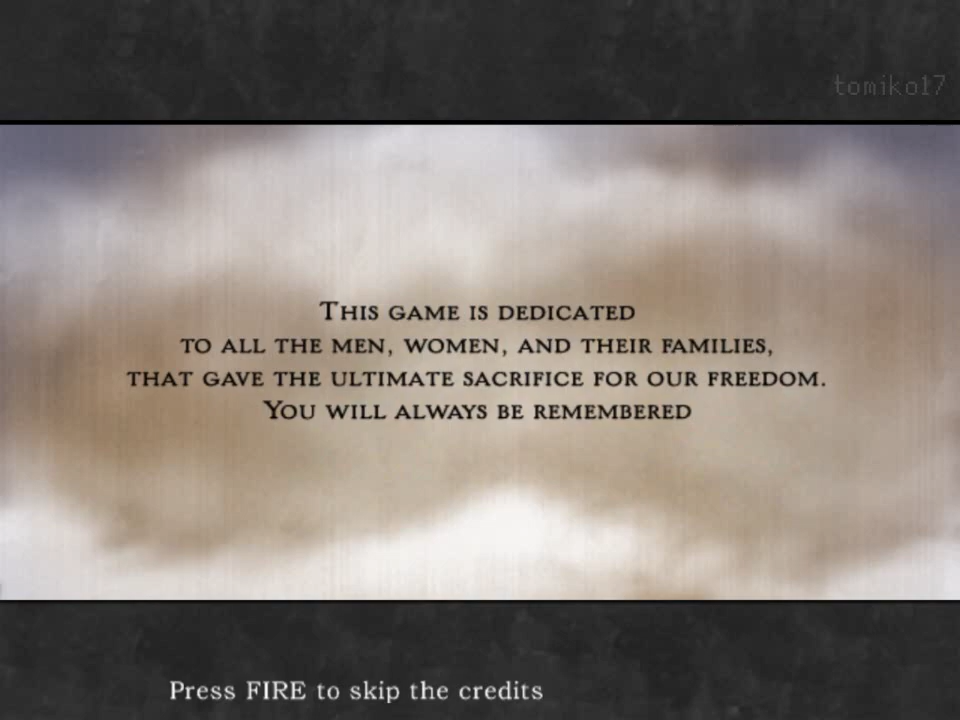 tomiko17
This game is dedicated
to all the men, women, and their families,
that gave the ultimate sacrifice for our freedom.
You will always be remembered
Press FIRE to skip the credits